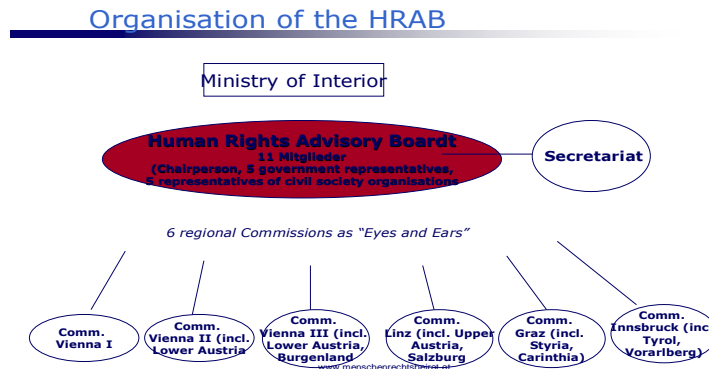 Organisation of the HRAB
Ministry of Interior
Human Rights Advisory Boardt
11 Mitglieder
(Chairperson, 5 government representatives,
5 representatives of civil society organisations
Secretariat
6 regional Commissions as “Eyes and Ears”
Comm.
Vienna I
Comm.
Vienna II (incl.
Lower Austria
Comm.
Vienna III (incl.
Lower Austria,
Burgenland
Comm.
Linz (incl. Upper
Austria,
Salzburg
Comm.
Graz (incl.
Styria,
Carinthia)
Comm.
Innsbruck (inc
Tyrol,
Vorarlberg)
www.menschenrechtsbeirat.at